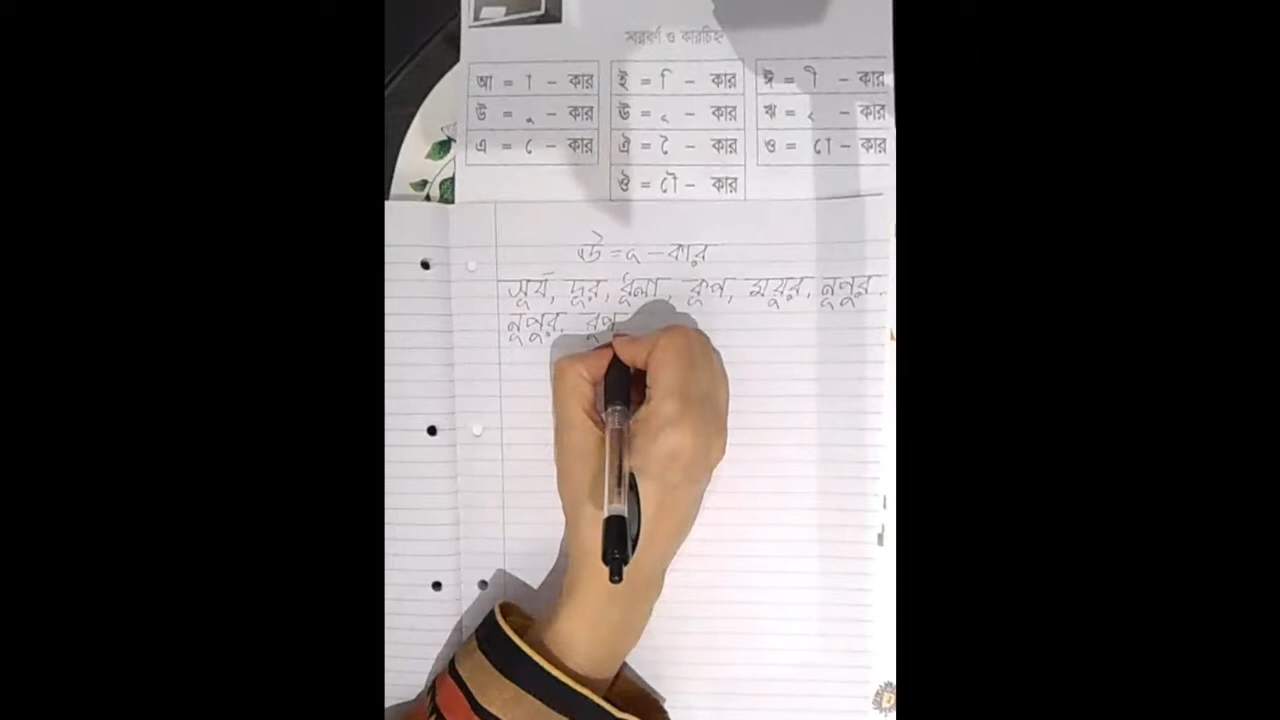 স্বরবর্ণ ও কারচিহ্ন
আ = া - কার ই = ি - কার ঈ = ী - কার
উ = ু - কার ঊ = ূ - কার ঋ = ৃ - কার
এ = ে - কার ঐ = ৈ - কার ও = ো - কার
ঔ = ৌ - কার
ঊ = ূ - কার
সূর্য, দূর, ধূলা, কূপ, ময়ূর, নূপুর,
নূপুর, রূপ